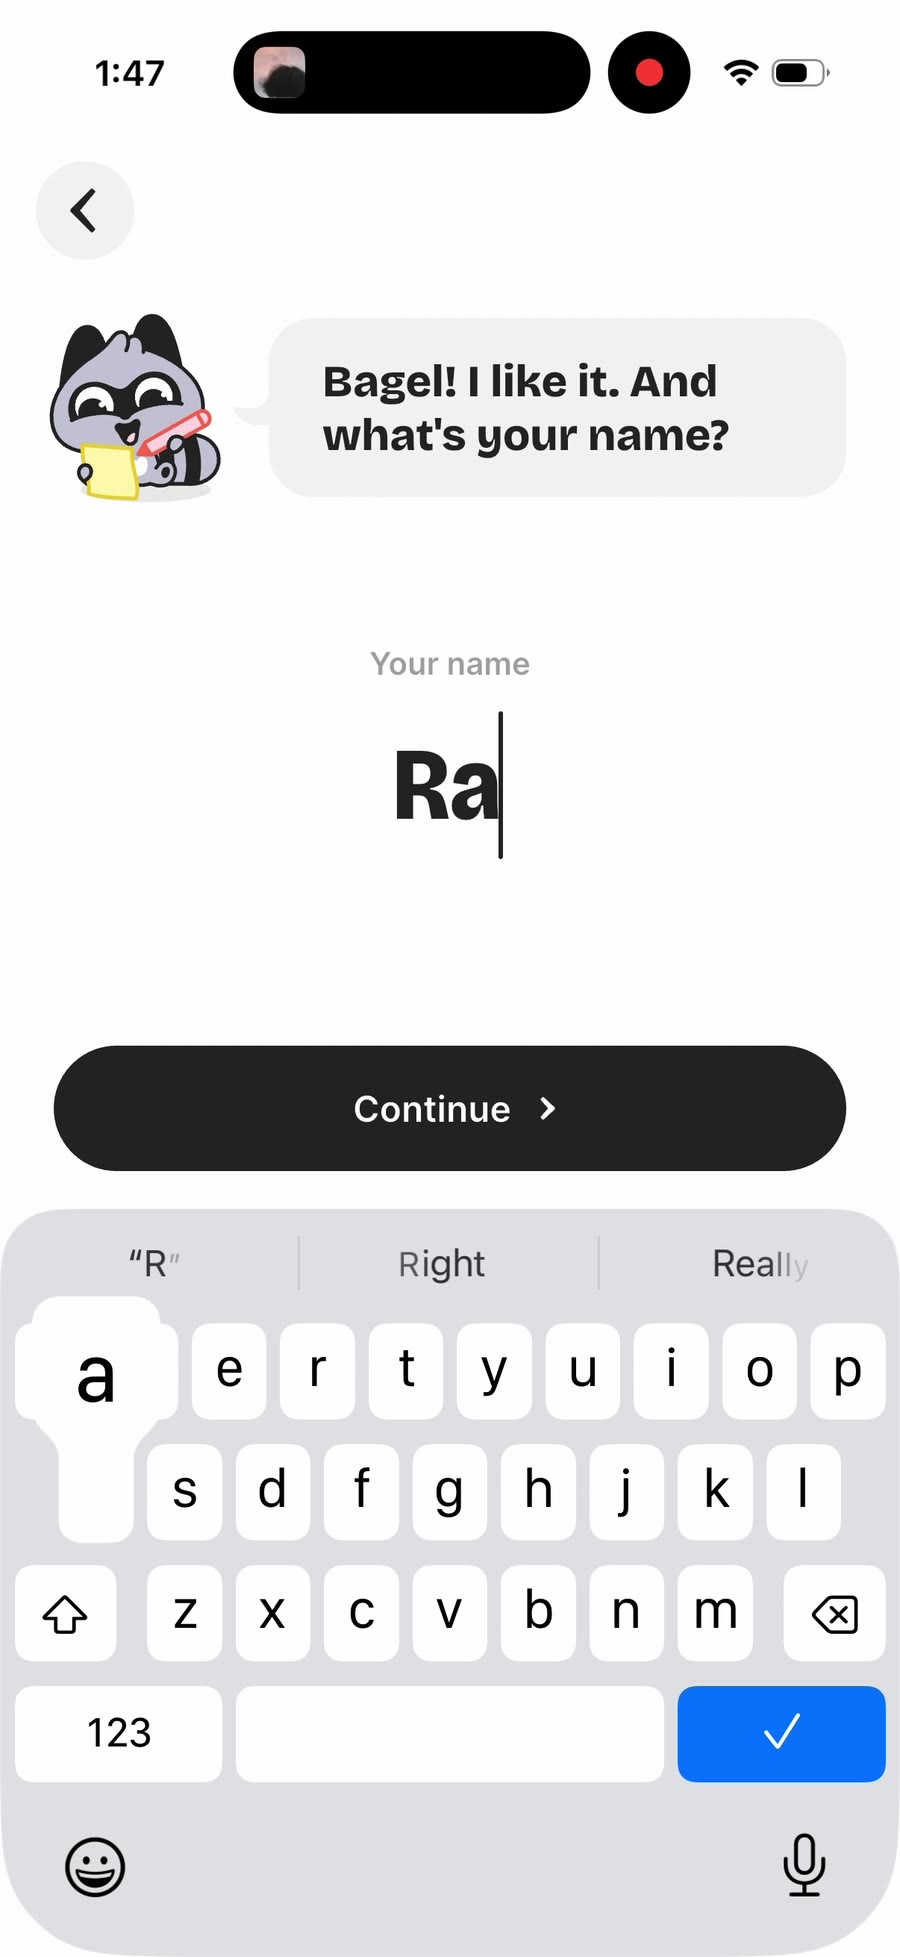 1:47
Bagel! I like it. And
what's your name?
Your name
Ra
Continue
“R” Right Really
a e r t y u i o p
s d f g h j k l
z x c v b n m
123